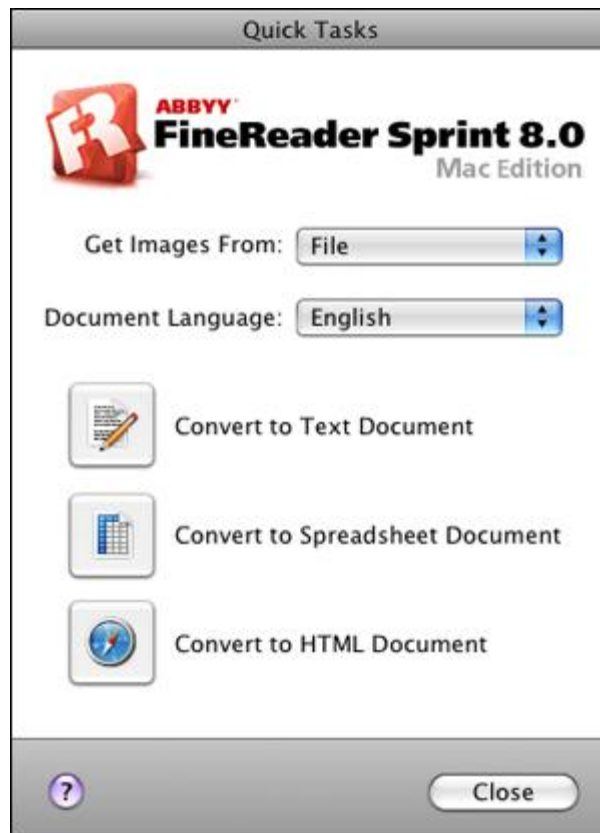 Quick Tasks
ABBYY
FineReader Sprint 8.0
Mac Edition
Get Images From: File
Document Language: English
Convert to Text Document
Convert to Spreadsheet Document
Convert to HTML Document
? Close